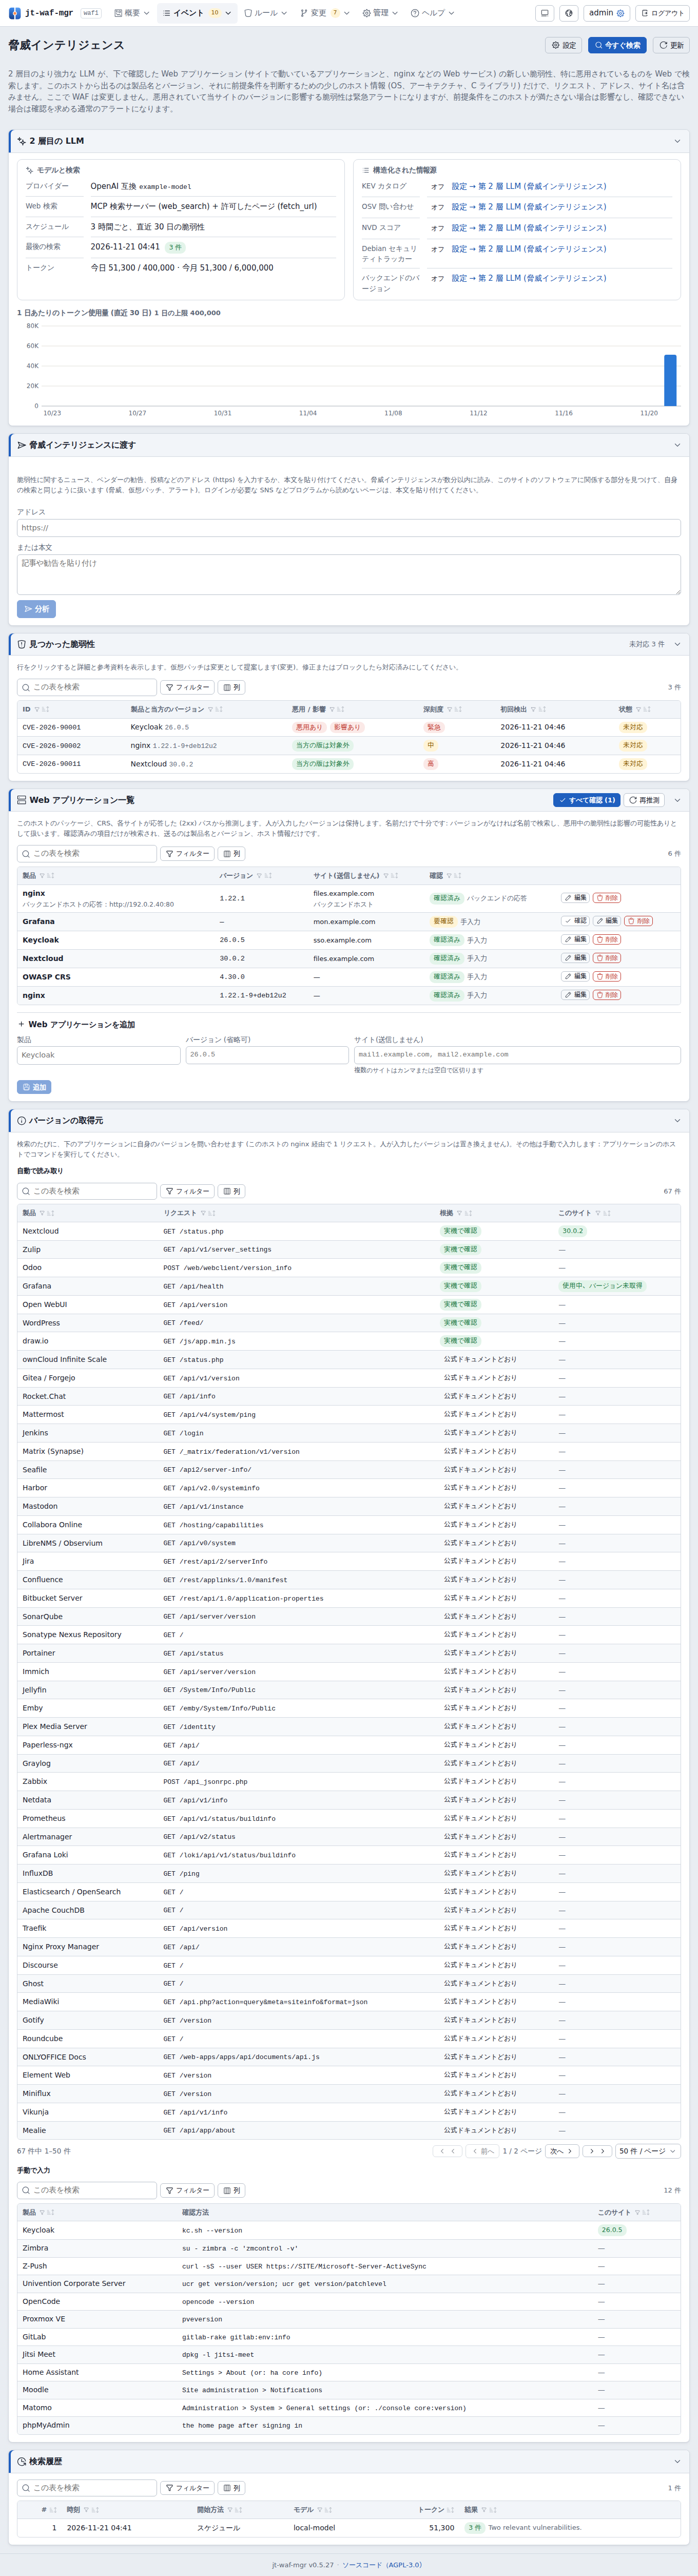 jt-waf-mgr waf1 概要 イベント 10 ルール 変更 7 管理 ヘルプ admin ログアウト
脅威インテリジェンス 設定 今すぐ検索 更新
2 層目のより強力な LLM が、下で確認した Web アプリケーション (サイトで動いているアプリケーションと、nginx などの Web サービス) の新しい脆弱性、特に悪用されているものを Web で検索します。このホストから出るのは製品名とバージョン、それに前提条件を判断するための少しのホスト情報 (OS、アーキテクチャ、C ライブラリ) だけで、リクエスト、アドレス、サイト名は含みません。ここで WAF は変更しません。悪用されていて当サイトのバージョンに影響する脆弱性は緊急アラートになりますが、前提条件をこのホストが満たさない場合は影響なし、確認できない場合は確認を求める通常のアラートになります。
2 層目の LLM
モデルと検索
プロバイダー OpenAI 互換 example-model
Web 検索 MCP 検索サーバー (web_search) + 許可したページ (fetch_url)
スケジュール 3 時間ごと、直近 30 日の脆弱性
最後の検索 2026-11-21 04:41 3 件
トークン 今日 51,300 / 400,000 · 今月 51,300 / 6,000,000
構造化された情報源
KEV カタログ オフ 設定 → 第 2 層 LLM (脅威インテリジェンス)
OSV 問い合わせ オフ 設定 → 第 2 層 LLM (脅威インテリジェンス)
NVD スコア オフ 設定 → 第 2 層 LLM (脅威インテリジェンス)
Debian セキュリティトラッカー オフ 設定 → 第 2 層 LLM (脅威インテリジェンス)
バックエンドのバージョン オフ 設定 → 第 2 層 LLM (脅威インテリジェンス)
1 日あたりのトークン使用量 (直近 30 日) 1 日の上限 400,000
80K
60K
40K
20K
0
10/23 10/27 10/31 11/04 11/08 11/12 11/16 11/20
脅威インテリジェンスに渡す
脆弱性に関するニュース、ベンダーの勧告、投稿などのアドレス (https) を入力するか、本文を貼り付けてください。脅威インテリジェンスが数分以内に読み、このサイトのソフトウェアに関係する部分を見つけて、自身の検索と同じように扱います (脅威、仮想パッチ、アラート)。ログインが必要な SNS などプログラムから読めないページは、本文を貼り付けてください。
アドレス
https://
または本文
記事や勧告を貼り付け
分析
見つかった脆弱性 未対応 3 件
行をクリックすると詳細と参考資料を表示します。仮想パッチは変更として提案します(変更)。修正またはブロックしたら対応済みにしてください。
この表を検索 フィルター 列 3 件
ID 製品と当方のバージョン 悪用 / 影響 深刻度 初回検出 状態
CVE-2026-90001 Keycloak 26.0.5 悪用あり 影響あり 緊急 2026-11-21 04:46 未対応
CVE-2026-90002 nginx 1.22.1-9+deb12u2 当方の版は対象外 中 2026-11-21 04:46 未対応
CVE-2026-90011 Nextcloud 30.0.2 当方の版は対象外 高 2026-11-21 04:46 未対応
Web アプリケーション一覧 すべて確認 (1) 再推測
このホストのパッケージ、CRS、各サイトが応答した (2xx) パスから推測します。人が入力したバージョンは保持します。名前だけで十分です: バージョンがなければ名前で検索し、悪用中の脆弱性は影響の可能性ありとして扱います。確認済みの項目だけが検索され、送るのは製品名とバージョン、ホスト情報だけです。
この表を検索 フィルター 列 6 件
製品 バージョン サイト(送信しません) 確認
nginx バックエンドホストの応答 : http://192.0.2.40:80 1.22.1 files.example.com バックエンドホスト 確認済み バックエンドの応答 編集 削除
Grafana — mon.example.com 要確認 手入力 確認 編集 削除
Keycloak 26.0.5 sso.example.com 確認済み 手入力 編集 削除
Nextcloud 30.0.2 files.example.com 確認済み 手入力 編集 削除
OWASP CRS 4.30.0 — 確認済み 手入力 編集 削除
nginx 1.22.1-9+deb12u2 — 確認済み 手入力 編集 削除
Web アプリケーションを追加
製品 バージョン (省略可) サイト(送信しません)
Keycloak 26.0.5 mail1.example.com, mail2.example.com
複数のサイトはカンマまたは空白で区切ります
追加
バージョンの取得元
検索のたびに、下のアプリケーションに自身のバージョンを問い合わせます (このホストの nginx 経由で 1 リクエスト、人が入力したバージョンは置き換えません)。その他は手動で入力します : アプリケーションのホストでコマンドを実行してください。
自動で読み取り
この表を検索 フィルター 列 67 件
製品 リクエスト 根拠 このサイト
Nextcloud GET /status.php 実機で確認 30.0.2
Zulip GET /api/v1/server_settings 実機で確認 —
Odoo POST /web/webclient/version_info 実機で確認 —
Grafana GET /api/health 実機で確認 使用中、バージョン未取得
Open WebUI GET /api/version 実機で確認 —
WordPress GET /feed/ 実機で確認 —
draw.io GET /js/app.min.js 実機で確認 —
ownCloud Infinite Scale GET /status.php 公式ドキュメントどおり —
Gitea / Forgejo GET /api/v1/version 公式ドキュメントどおり —
Rocket.Chat GET /api/info 公式ドキュメントどおり —
Mattermost GET /api/v4/system/ping 公式ドキュメントどおり —
Jenkins GET /login 公式ドキュメントどおり —
Matrix (Synapse) GET /_matrix/federation/v1/version 公式ドキュメントどおり —
Seafile GET /api2/server-info/ 公式ドキュメントどおり —
Harbor GET /api/v2.0/systeminfo 公式ドキュメントどおり —
Mastodon GET /api/v1/instance 公式ドキュメントどおり —
Collabora Online GET /hosting/capabilities 公式ドキュメントどおり —
LibreNMS / Observium GET /api/v0/system 公式ドキュメントどおり —
Jira GET /rest/api/2/serverInfo 公式ドキュメントどおり —
Confluence GET /rest/applinks/1.0/manifest 公式ドキュメントどおり —
Bitbucket Server GET /rest/api/1.0/application-properties 公式ドキュメントどおり —
SonarQube GET /api/server/version 公式ドキュメントどおり —
Sonatype Nexus Repository GET / 公式ドキュメントどおり —
Portainer GET /api/status 公式ドキュメントどおり —
Immich GET /api/server/version 公式ドキュメントどおり —
Jellyfin GET /System/Info/Public 公式ドキュメントどおり —
Emby GET /emby/System/Info/Public 公式ドキュメントどおり —
Plex Media Server GET /identity 公式ドキュメントどおり —
Paperless-ngx GET /api/ 公式ドキュメントどおり —
Graylog GET /api/ 公式ドキュメントどおり —
Zabbix POST /api_jsonrpc.php 公式ドキュメントどおり —
Netdata GET /api/v1/info 公式ドキュメントどおり —
Prometheus GET /api/v1/status/buildinfo 公式ドキュメントどおり —
Alertmanager GET /api/v2/status 公式ドキュメントどおり —
Grafana Loki GET /loki/api/v1/status/buildinfo 公式ドキュメントどおり —
InfluxDB GET /ping 公式ドキュメントどおり —
Elasticsearch / OpenSearch GET / 公式ドキュメントどおり —
Apache CouchDB GET / 公式ドキュメントどおり —
Traefik GET /api/version 公式ドキュメントどおり —
Nginx Proxy Manager GET /api/ 公式ドキュメントどおり —
Discourse GET / 公式ドキュメントどおり —
Ghost GET / 公式ドキュメントどおり —
MediaWiki GET /api.php?action=query&meta=siteinfo&format=json 公式ドキュメントどおり —
Gotify GET /version 公式ドキュメントどおり —
Roundcube GET / 公式ドキュメントどおり —
ONLYOFFICE Docs GET /web-apps/apps/api/documents/api.js 公式ドキュメントどおり —
Element Web GET /version 公式ドキュメントどおり —
Miniflux GET /version 公式ドキュメントどおり —
Vikunja GET /api/v1/info 公式ドキュメントどおり —
Mealie GET /api/app/about 公式ドキュメントどおり —
67 件中 1–50 件 前へ 1 / 2 ページ 次へ 50 件 / ページ
手動で入力
この表を検索 フィルター 列 12 件
製品 確認方法 このサイト
Keycloak kc.sh --version 26.0.5
Zimbra su - zimbra -c 'zmcontrol -v' —
Z-Push curl -sS --user USER https://SITE/Microsoft-Server-ActiveSync —
Univention Corporate Server ucr get version/version; ucr get version/patchlevel —
OpenCode opencode --version —
Proxmox VE pveversion —
GitLab gitlab-rake gitlab:env:info —
Jitsi Meet dpkg -l jitsi-meet —
Home Assistant Settings > About (or: ha core info) —
Moodle Site administration > Notifications —
Matomo Administration > System > General settings (or: ./console core:version) —
phpMyAdmin the home page after signing in —
検索履歴
この表を検索 フィルター 列 1 件
# 時刻 開始方法 モデル トークン 結果
1 2026-11-21 04:41 スケジュール local-model 51,300 3 件 Two relevant vulnerabilities.
jt-waf-mgr v0.5.27 · ソースコード（AGPL-3.0）